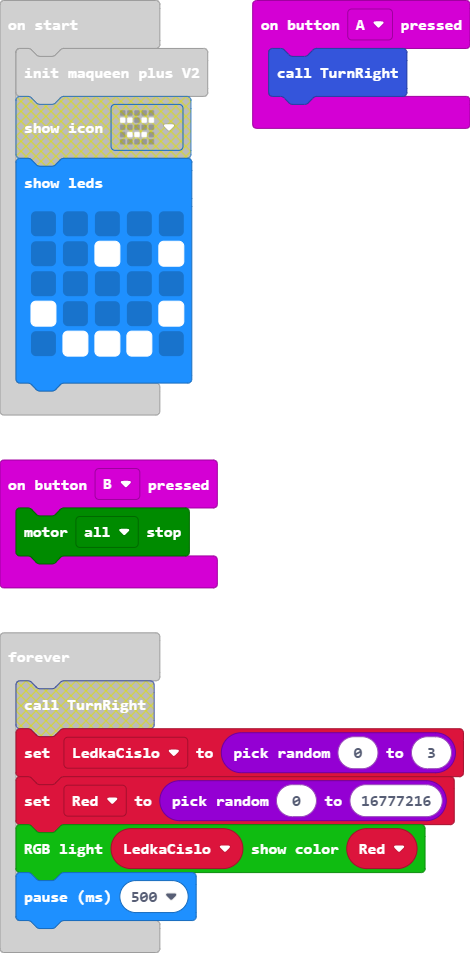 on start
init maqueen plus V2
show icon
show leds
on button A pressed
call TurnRight
on button B pressed
motor all stop
forever
call TurnRight
set LedkaCislo to pick random 0 to 3
set Red to pick random 0 to 16777216
RGB light LedkaCislo show color Red
pause (ms) 500